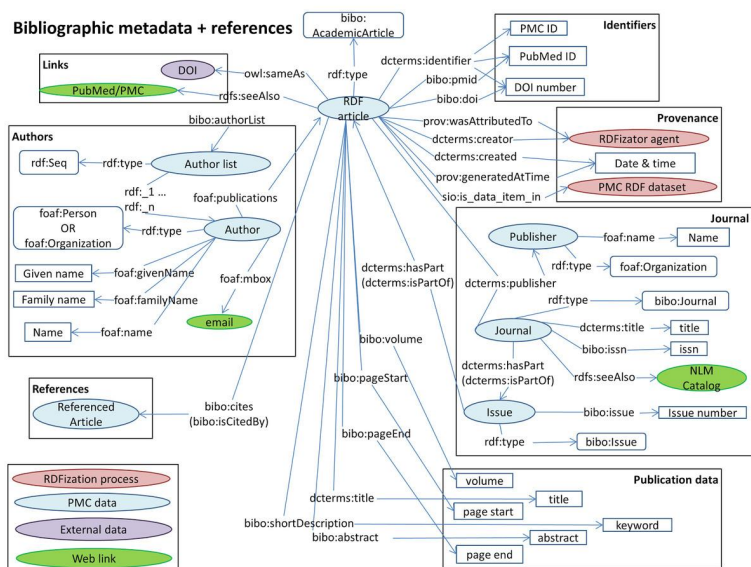 Bibliographic metadata + references
bibo:
AcademicArticle
rdf:type
Links
DOI
PubMed/PMC
owl:sameAs
rdfs:seeAlso
RDF
article
dcterms:identifier
bibo:pmid
bibo:doi
Identifiers
PMC ID
PubMed ID
DOI number
Provenance
prov:wasAttributedTo
dcterms:creator
dcterms:created
prov:generatedAtTime
sio:is_data_item_in
RDFizator agent
Date & time
PMC RDF dataset
Authors
bibo:authorList
rdf:Seq
rdf:type
Author list
rdf:_1 ...
rdf:_n
foaf:publications
foaf:Person
OR
foaf:Organization
rdf:type
Author
Given name
foaf:givenName
Family name
foaf:familyName
Name
foaf:name
foaf:mbox
email
Journal
Publisher
foaf:name
Name
rdf:type
foaf:Organization
dcterms:hasPart
(dcterms:isPartOf)
dcterms:publisher
rdf:type
bibo:Journal
Journal
dcterms:title
title
bibo:issn
issn
rdfs:seeAlso
NLM
Catalog
dcterms:hasPart
(dcterms:isPartOf)
Issue
bibo:issue
Issue number
rdf:type
bibo:Issue
References
Referenced
Article
bibo:cites
(bibo:isCitedBy)
bibo:volume
bibo:pageStart
bibo:pageEnd
dcterms:title
bibo:shortDescription
bibo:abstract
Publication data
volume
title
page start
keyword
abstract
page end
RDFization process
PMC data
External data
Web link